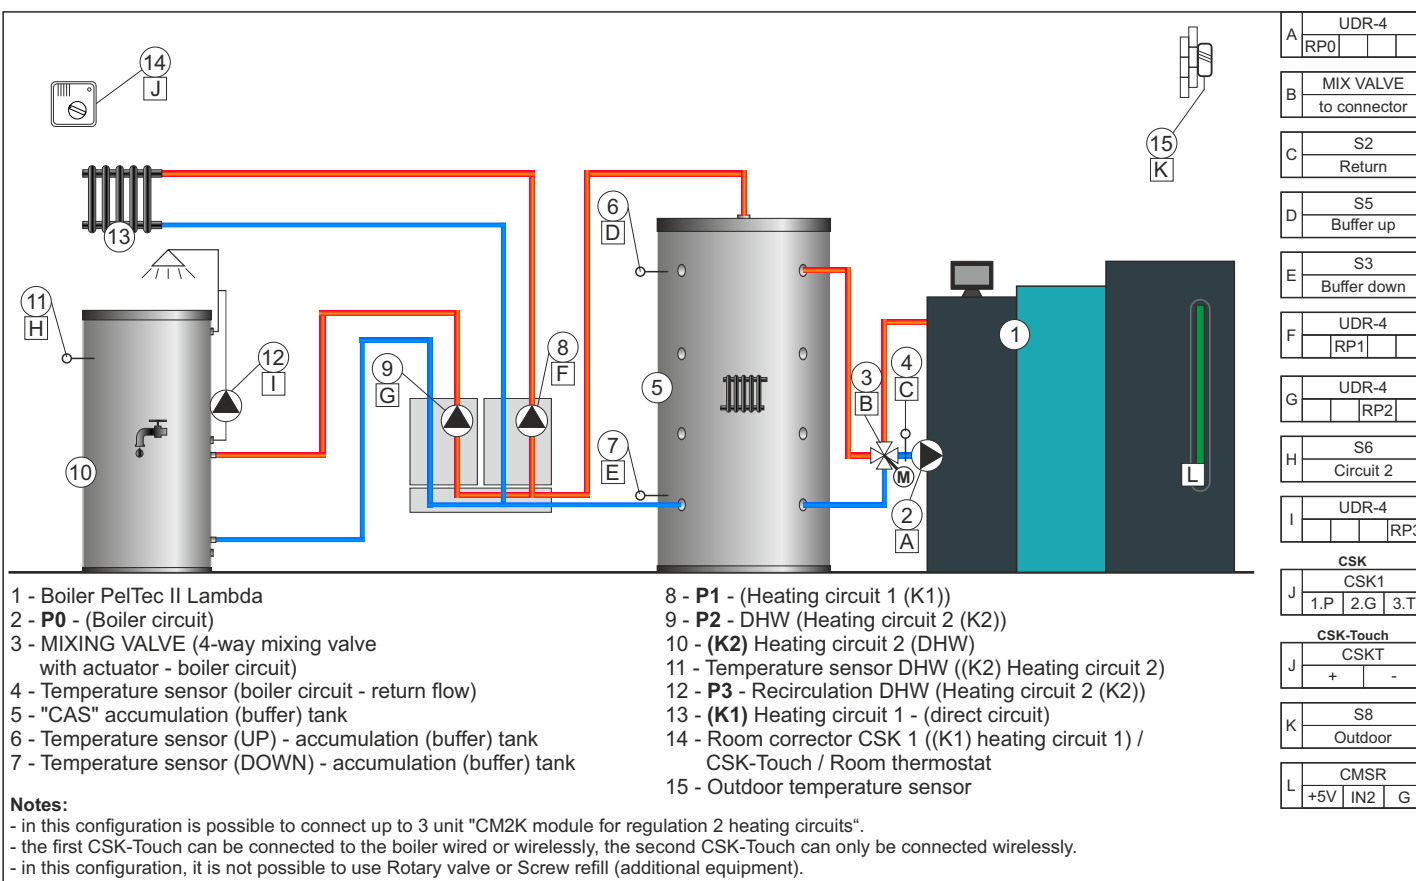 14
J
15
K
13
6
D
11
H
12
I
9
G
8
F
5
7
E
10
3
B
4
C
M
2
A
1
L
A
UDR-4
RP0
B
MIX VALVE
to connector
C
S2
Return
D
S5
Buffer up
E
S3
Buffer down
F
UDR-4
RP1
G
UDR-4
RP2
H
S6
Circuit 2
I
UDR-4
RP3
CSK
J
CSK1
1.P 2.G 3.T
CSK-Touch
J
CSKT
+ -
K
S8
Outdoor
L
CMSR
+5V IN2 G
1 - Boiler PelTec II Lambda
2 - P0 - (Boiler circuit)
3 - MIXING VALVE (4-way mixing valve
with actuator - boiler circuit)
4 - Temperature sensor (boiler circuit - return flow)
5 - "CAS" accumulation (buffer) tank
6 - Temperature sensor (UP) - accumulation (buffer) tank
7 - Temperature sensor (DOWN) - accumulation (buffer) tank
8 - P1 - (Heating circuit 1 (K1))
9 - P2 - DHW (Heating circuit 2 (K2))
10 - (K2) Heating circuit 2 (DHW)
11 - Temperature sensor DHW ((K2) Heating circuit 2)
12 - P3 - Recirculation DHW (Heating circuit 2 (K2))
13 - (K1) Heating circuit 1 - (direct circuit)
14 - Room corrector CSK 1 ((K1) heating circuit 1) /
CSK-Touch / Room thermostat
15 - Outdoor temperature sensor
Notes:
- in this configuration is possible to connect up to 3 unit "CM2K module for regulation 2 heating circuits“.
- the first CSK-Touch can be connected to the boiler wired or wirelessly, the second CSK-Touch can only be connected wirelessly.
- in this configuration, it is not possible to use Rotary valve or Screw refill (additional equipment).